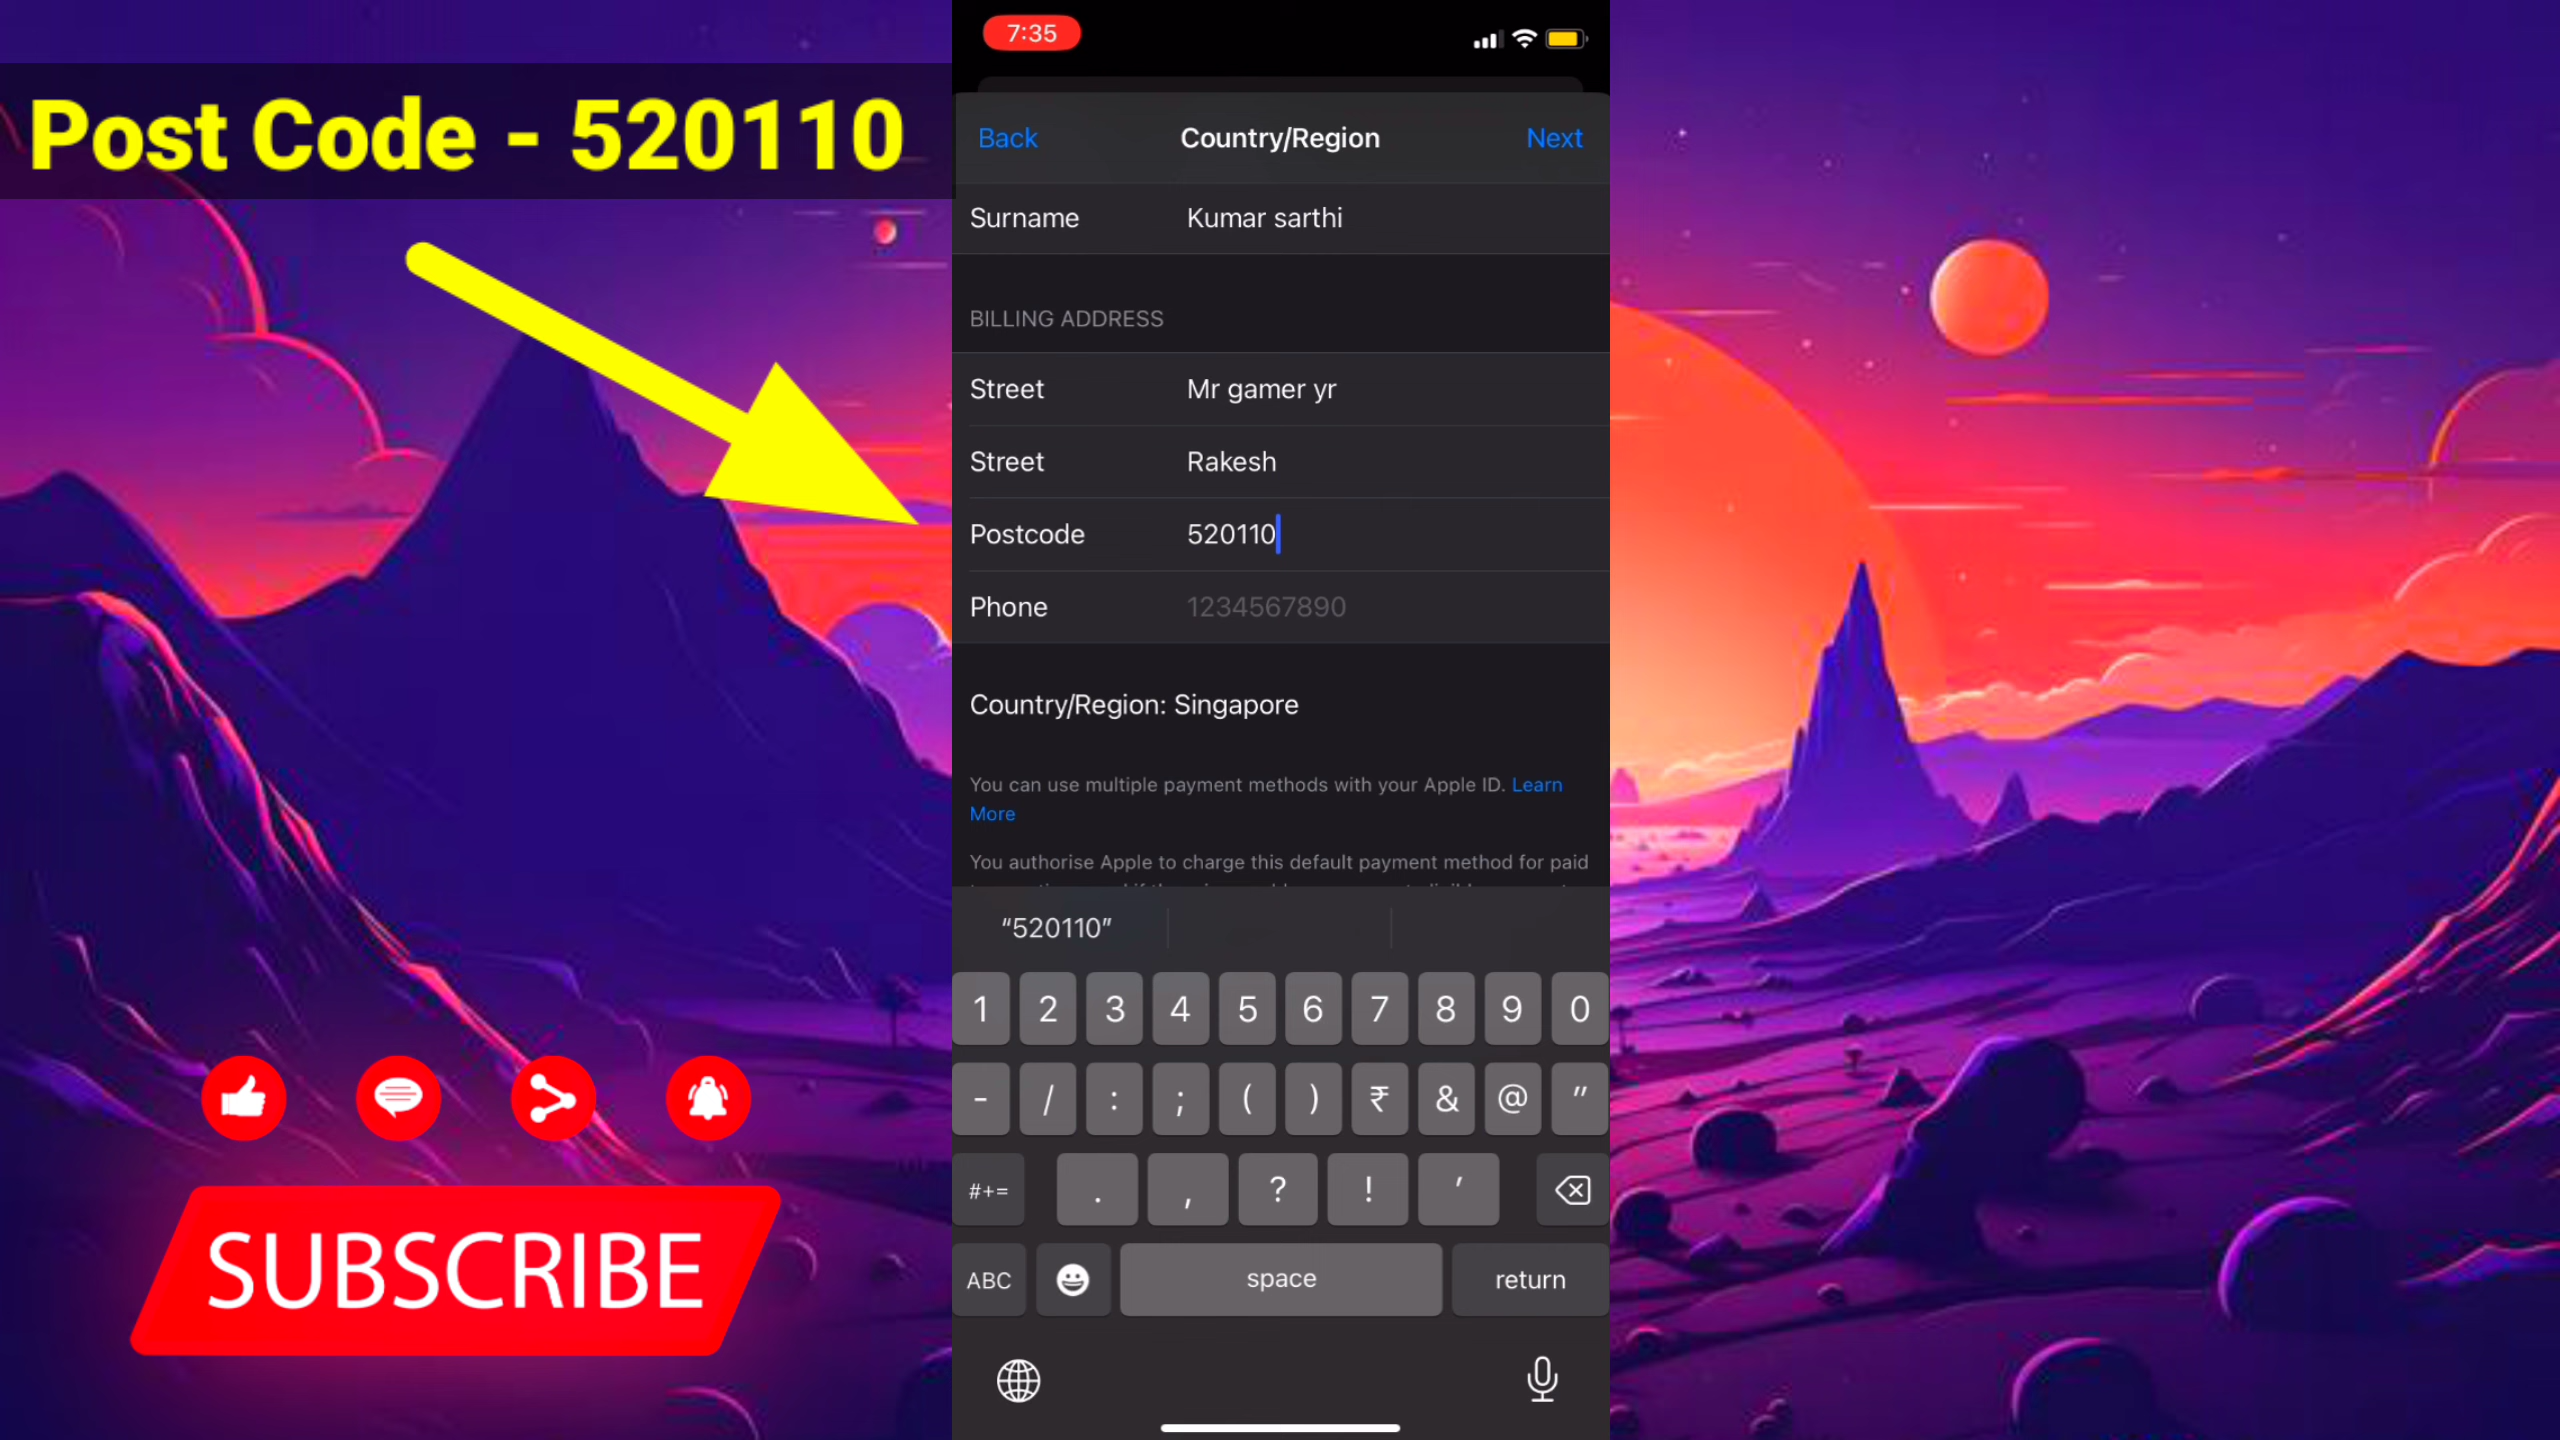 Post Code - 520110
SUBSCRIBE
7:35
Back Country/Region Next
Surname Kumar sarthi
BILLING ADDRESS
Street Mr gamer yr
Street Rakesh
Postcode 520110
Phone 1234567890
Country/Region: Singapore
You can use multiple payment methods with your Apple ID. Learn
More
You authorise Apple to charge this default payment method for paid
“520110”
1 2 3 4 5 6 7 8 9 0
- / : ; ( ) ₹ & @ "
#+= . , ? ! '
ABC space return